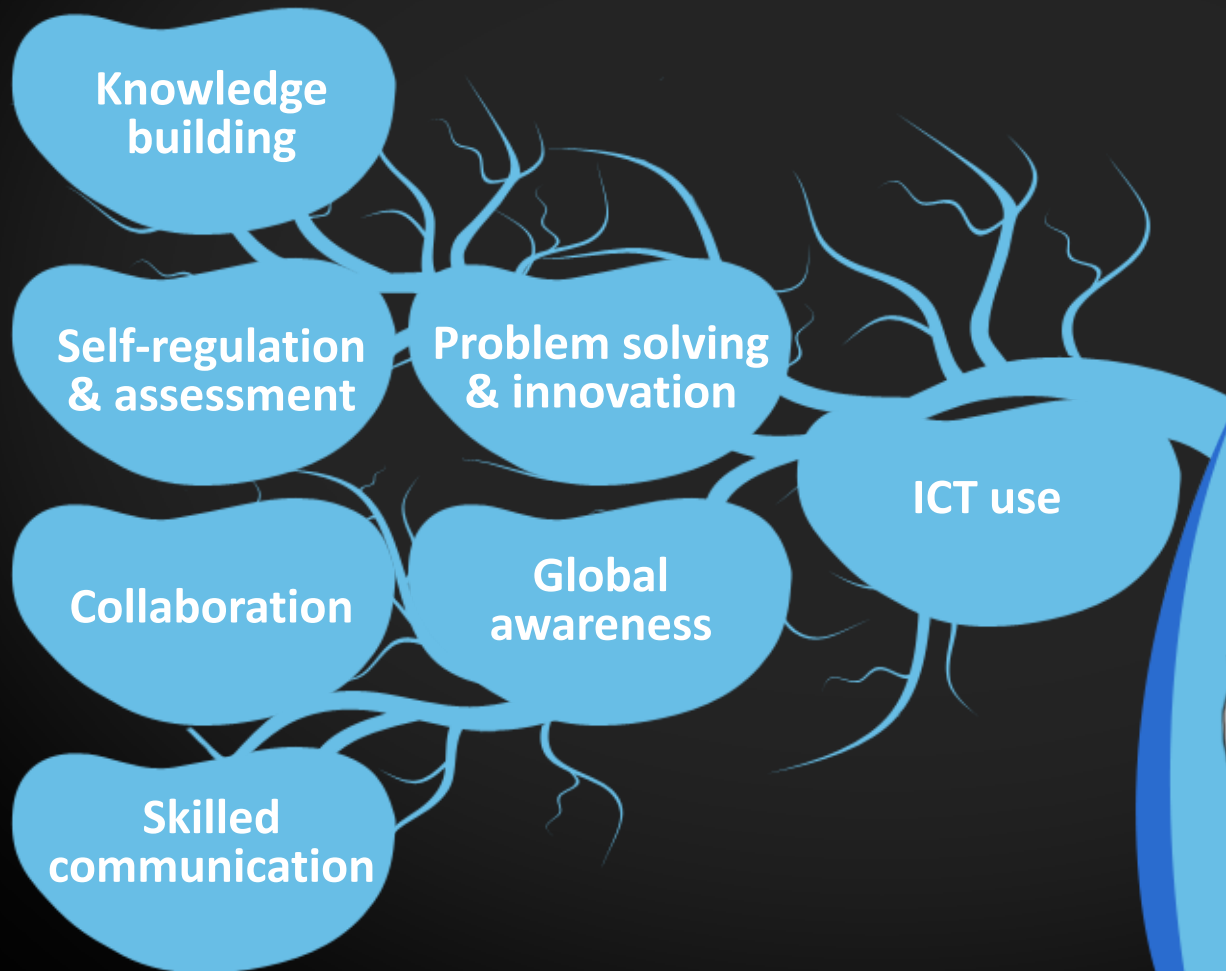 Knowledge
building
Self-regulation
& assessment
Problem solving
& innovation
ICT use
Collaboration
Global
awareness
Skilled
communication